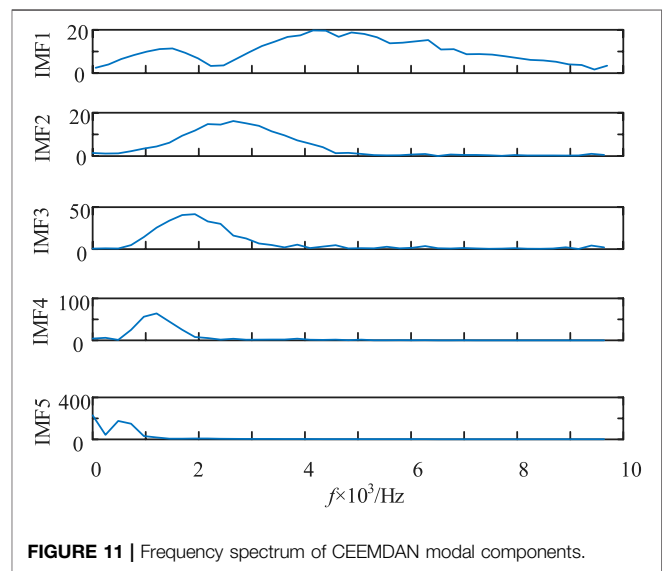 20
IMF1
0
20
IMF2
0
50
IMF3
0
100
IMF4
0
400
IMF5
0
0 2 4 6 8 10
f×10³/Hz
FIGURE 11 | Frequency spectrum of CEEMDAN modal components.